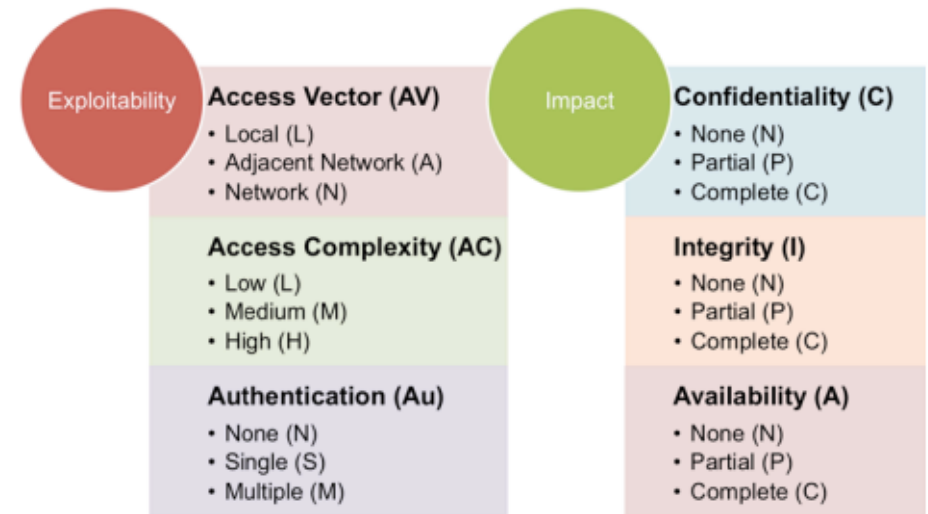 Exploitability
Access Vector (AV)
• Local (L)
• Adjacent Network (A)
• Network (N)
Access Complexity (AC)
• Low (L)
• Medium (M)
• High (H)
Authentication (Au)
• None (N)
• Single (S)
• Multiple (M)
Impact
Confidentiality (C)
• None (N)
• Partial (P)
• Complete (C)
Integrity (I)
• None (N)
• Partial (P)
• Complete (C)
Availability (A)
• None (N)
• Partial (P)
• Complete (C)